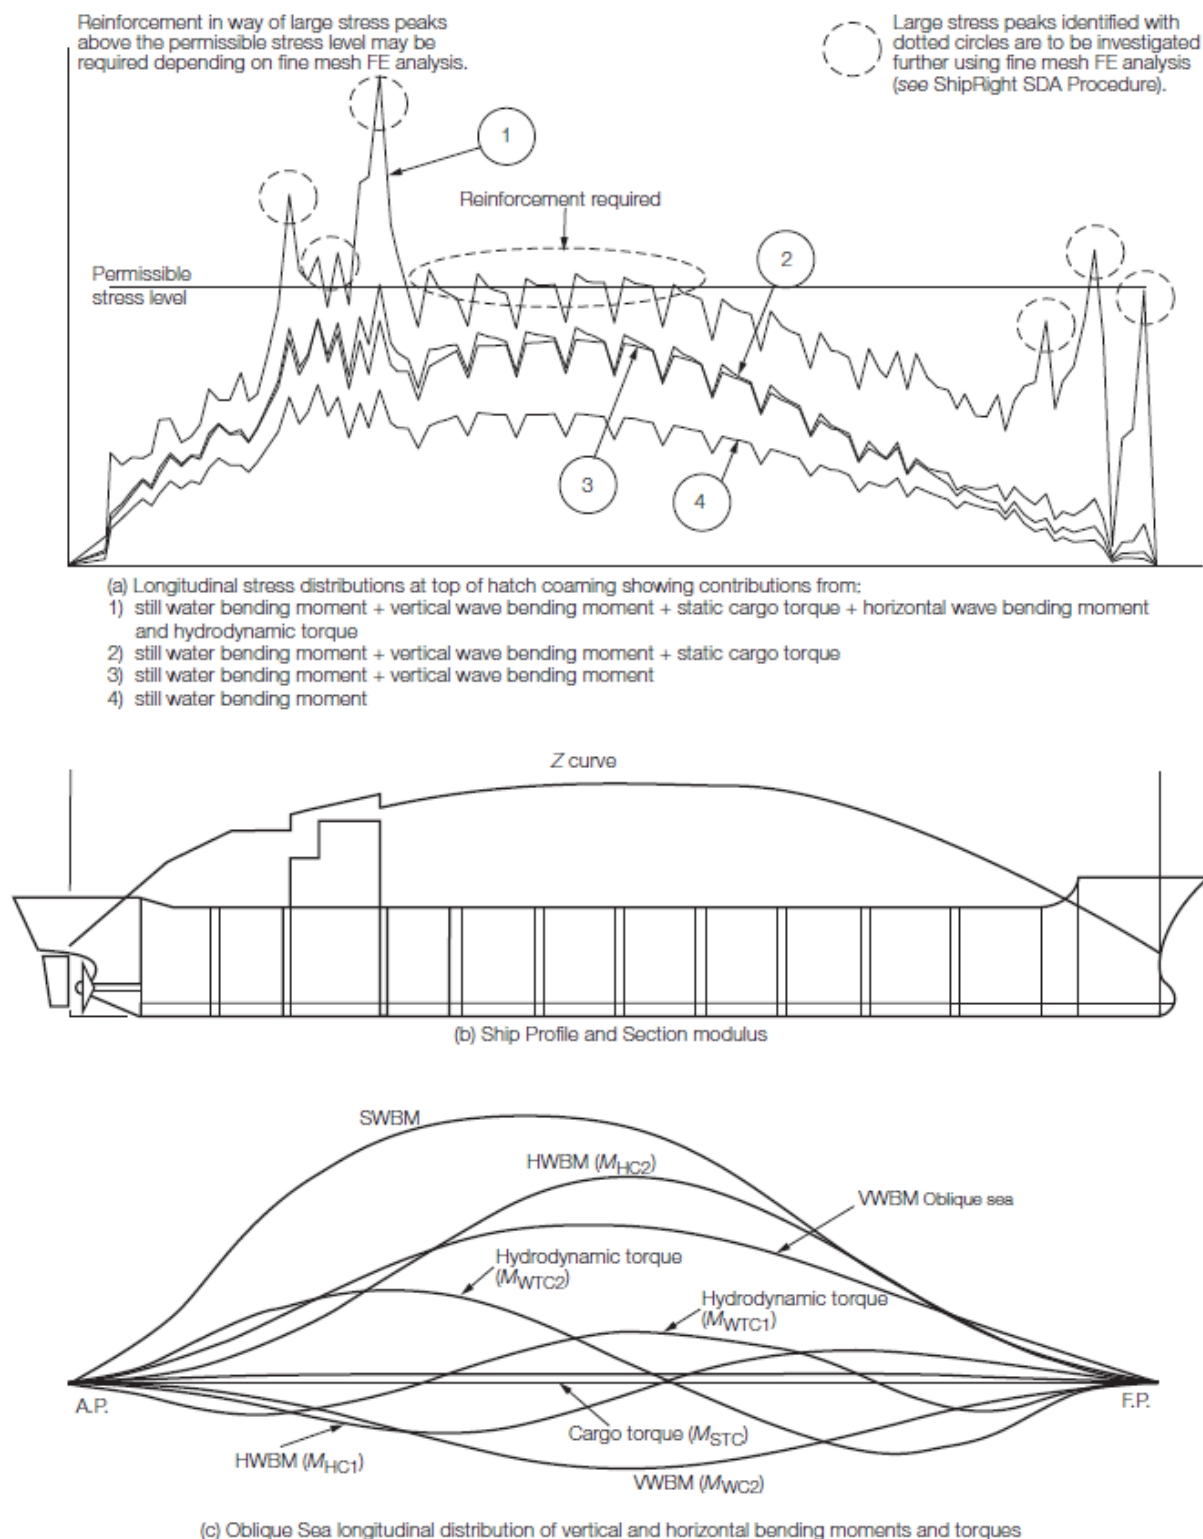 Reinforcement in way of large stress peaks
above the permissible stress level may be
required depending on fine mesh FE analysis.
Large stress peaks identified with
dotted circles are to be investigated
further using fine mesh FE analysis
(see ShipRight SDA Procedure).
1
Reinforcement required
2
Permissible
stress level
3
4
(a) Longitudinal stress distributions at top of hatch coaming showing contributions from:
1) still water bending moment + vertical wave bending moment + static cargo torque + horizontal wave bending moment
and hydrodynamic torque
2) still water bending moment + vertical wave bending moment + static cargo torque
3) still water bending moment + vertical wave bending moment
4) still water bending moment
Z curve
(b) Ship Profile and Section modulus
SWBM
HWBM (MHC2)
VWBM Oblique sea
Hydrodynamic torque
(MWTC2)
Hydrodynamic torque
(MWTC1)
A.P.
F.P.
Cargo torque (MSTC)
HWBM (MHC1)
VWBM (MWC2)
(c) Oblique Sea longitudinal distribution of vertical and horizontal bending moments and torques